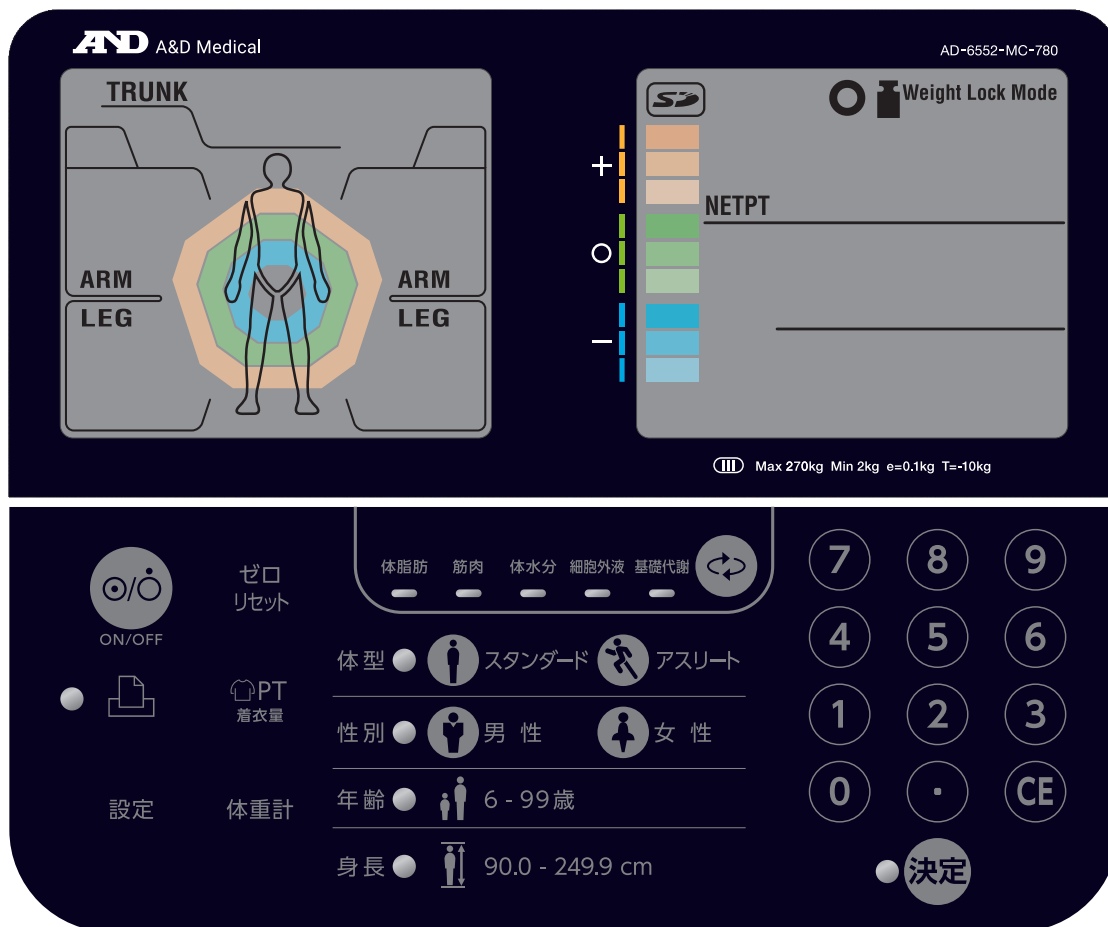 AND A&D Medical
AD-6552-MC-780
TRUNK
ARM
LEG
ARM
LEG
SD
Weight Lock Mode
+
NETPT
○
−
Max 270kg Min 2kg e=0.1kg T=-10kg
ON/OFF
ゼロ
リセット
PT
着衣量
設定
体重計
体脂肪 筋肉 体水分 細胞外液 基礎代謝
体型 スタンダード アスリート
性別 男性 女性
年齢 6 - 99歳
身長 90.0 - 249.9 cm
7 8 9
4 5 6
1 2 3
0 · CE
決定